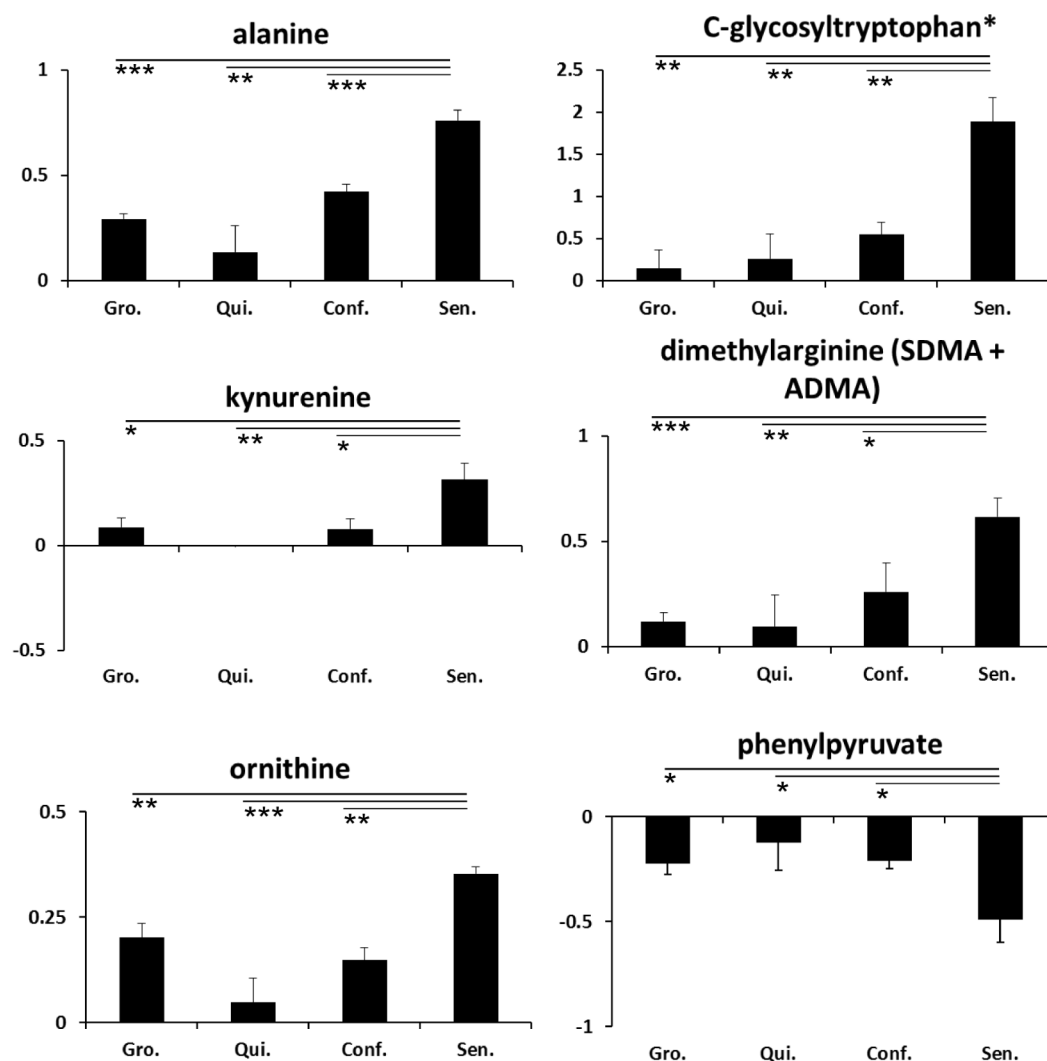 alanine
1
0.5
0
*** ** ***
Gro. Qui. Conf. Sen.
C-glycosyltryptophan*
2.5
2
1.5
1
0.5
0
** ** **
Gro. Qui. Conf. Sen.
kynurenine
0.5
0
-0.5
* ** *
Gro. Qui. Conf. Sen.
dimethylarginine (SDMA +
ADMA)
1
0.5
0
*** ** *
Gro. Qui. Conf. Sen.
ornithine
0.5
0.25
0
** *** **
Gro. Qui. Conf. Sen.
phenylpyruvate
0
-0.5
-1
* * *
Gro. Qui. Conf. Sen.